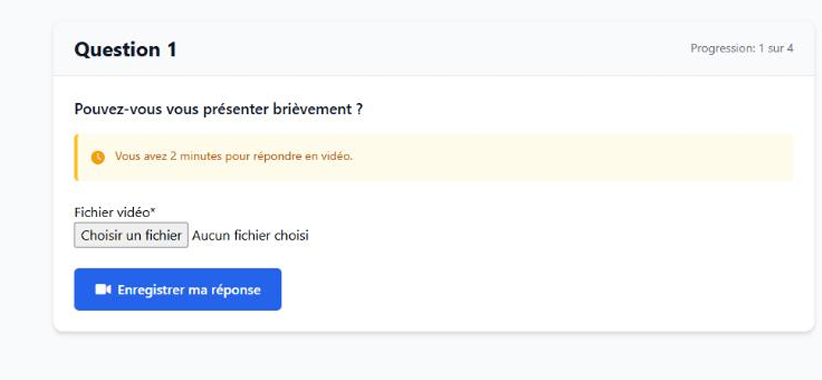 Question 1
Progression: 1 sur 4
Pouvez-vous vous présenter brièvement ?
Vous avez 2 minutes pour répondre en vidéo.
Fichier vidéo*
Choisir un fichier Aucun fichier choisi
Enregistrer ma réponse